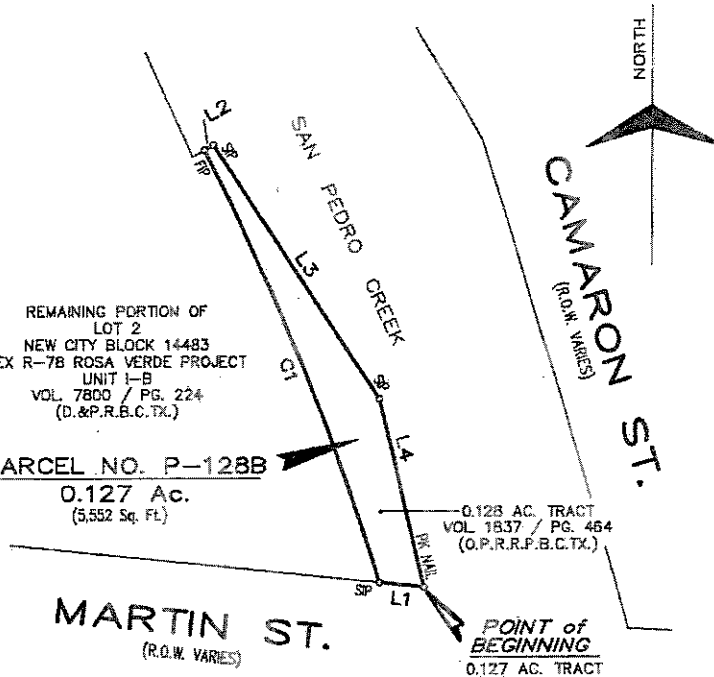 NORTH
L2
SIP
FIP
SAN PEDRO CREEK
L3
CAMARON ST.
(R.O.W. VARIES)
REMAINING PORTION OF
LOT 2
NEW CITY BLOCK 14483
EX R-78 ROSA VERDE PROJECT
UNIT I-B
VOL. 7800 / PG. 224
(D.&P.R.B.C.TX.)
C1
SIP
L4
ARCEL NO. P-128B
0.127 Ac.
(5,552 Sq. Ft.)
0.128 AC. TRACT
VOL 1837 / PG. 464
(O.P.R.R.P.B.C.TX.)
PK NAIL
SIP
L1
MARTIN ST.
(R.O.W. VARIES)
POINT of
BEGINNING
0.127 AC. TRACT